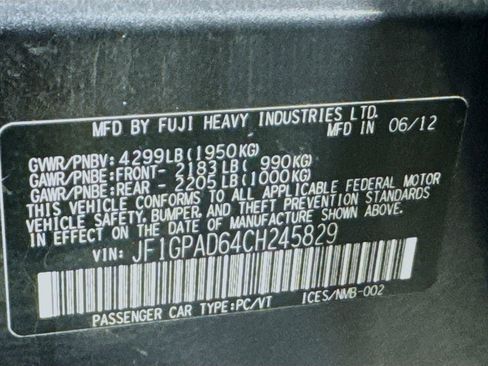 MFD BY FUJI HEAVY INDUSTRIES LTD.
MFD IN 06/12
GVWR/PNBV: 4299LB(1950KG)
GAWR/PNBE:FRONT- 2183LB( 990KG)
GAWR/PNBE:REAR - 2205LB(1000KG)
THIS VEHICLE CONFORMS TO ALL APPLICABLE FEDERAL MOTOR
VEHICLE SAFETY, BUMPER, AND THEFT PREVENTION STANDARDS
IN EFFECT ON THE DATE OF MANUFACTURE SHOWN ABOVE.
VIN: JF1GPAD64CH245829
PASSENGER CAR TYPE:PC/VT ICES/NMB-002